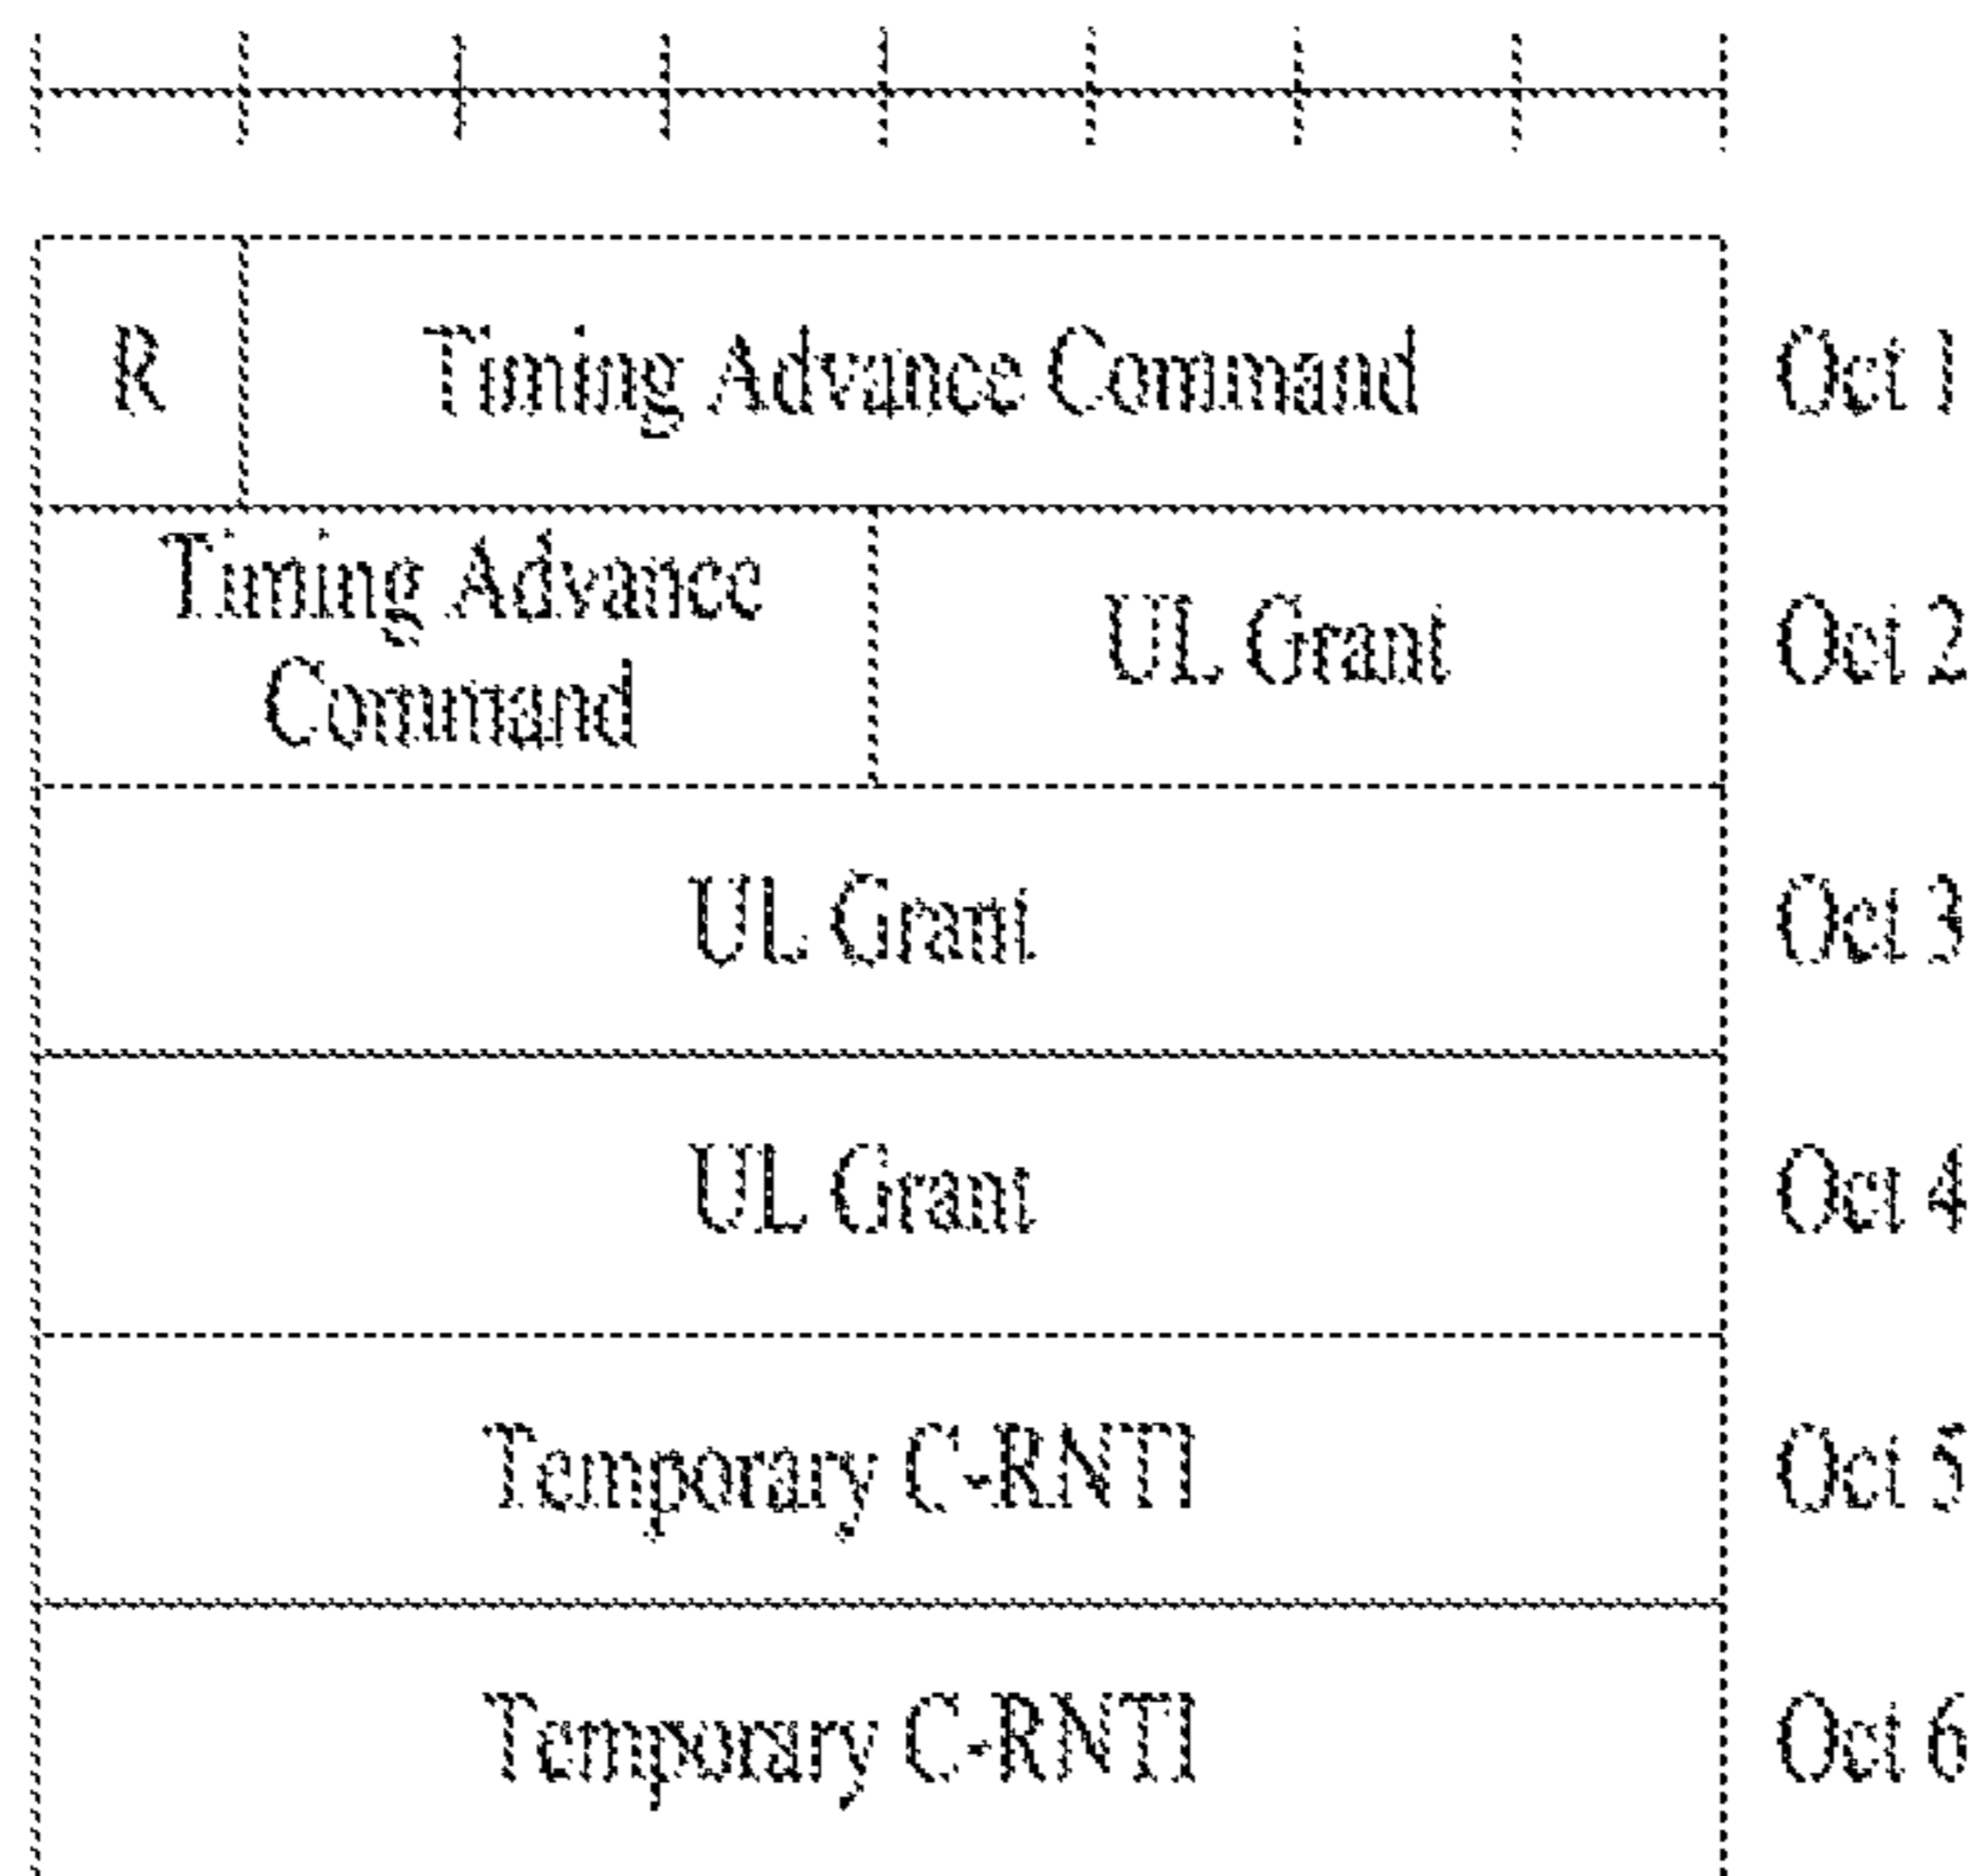 R Timing Advance Command Oct 1
Timing Advance
Command
UL Grant Oct 2
UL Grant Oct 3
UL Grant Oct 4
Temporary C-RNTI Oct 5
Temporary C-RNTI Oct 6